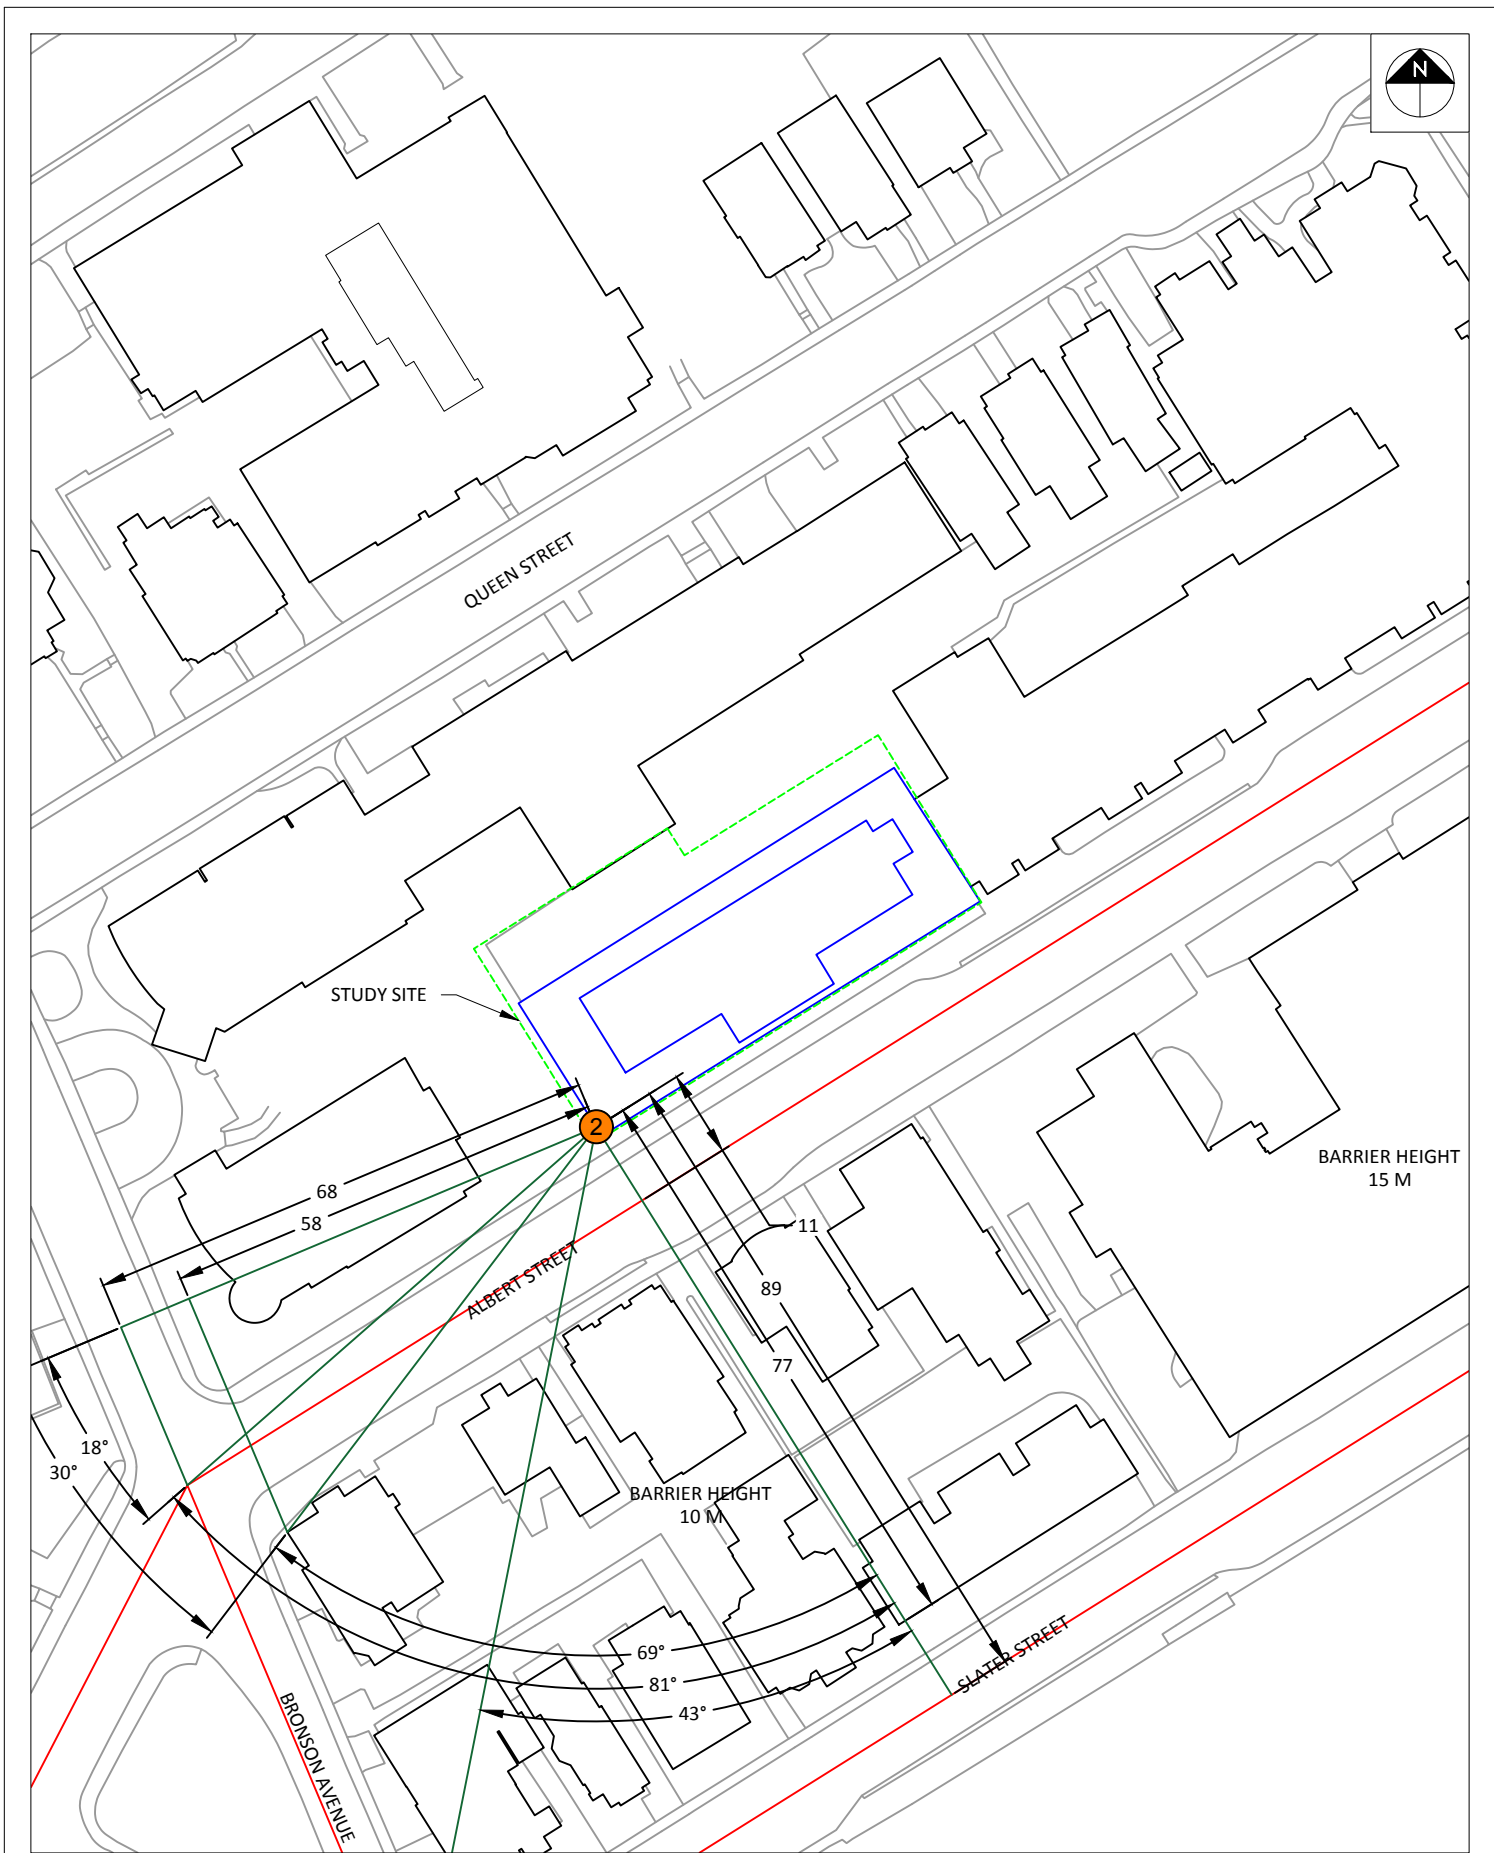 N
QUEEN STREET
STUDY SITE
2
BARRIER HEIGHT
15 M
68
58
11
ALBERT STREET
89
77
18°
30°
BARRIER HEIGHT
10 M
69°
81°
43°
SLATER STREET
BRONSON AVENUE